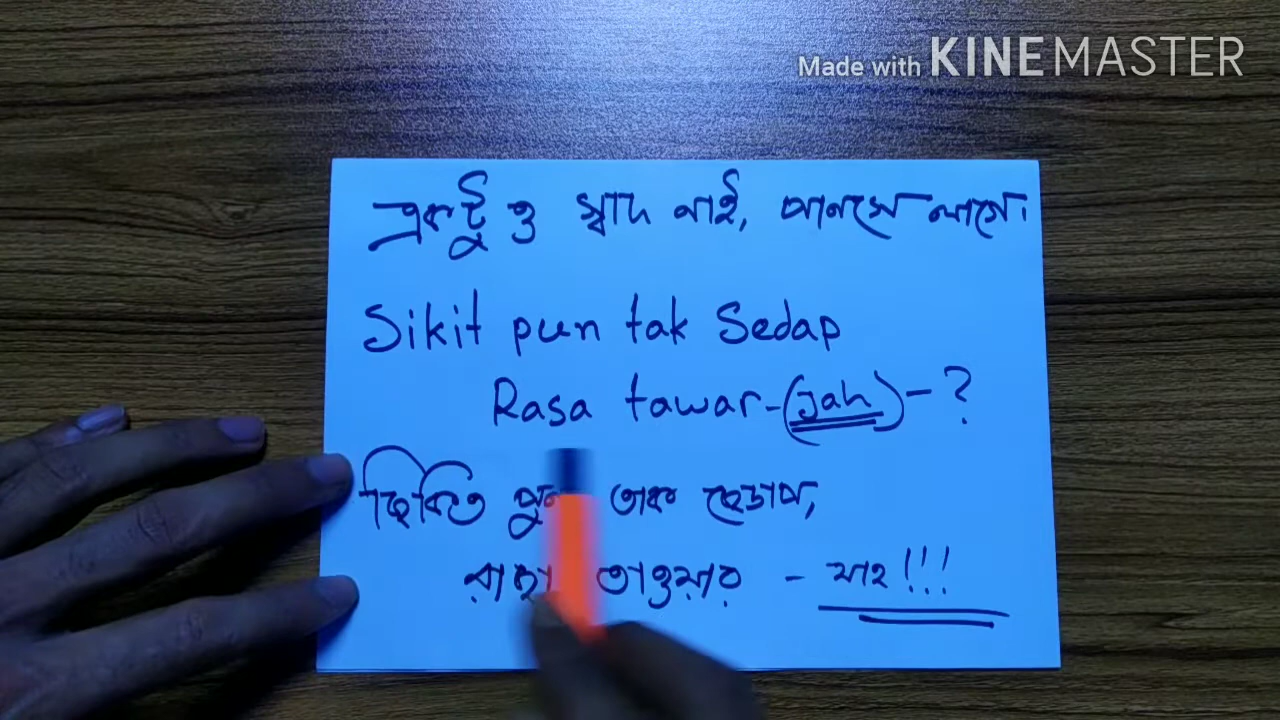 Made with KINEMASTER
একটু ও স্বাদ নাই, পানসে লাগে।
Sikit pun tak Sedap
Rasa tawar-(jah)-?
ছিকিত পুন তাক ছেডাপ,
রাছা তাওয়ার - যাহ!!!